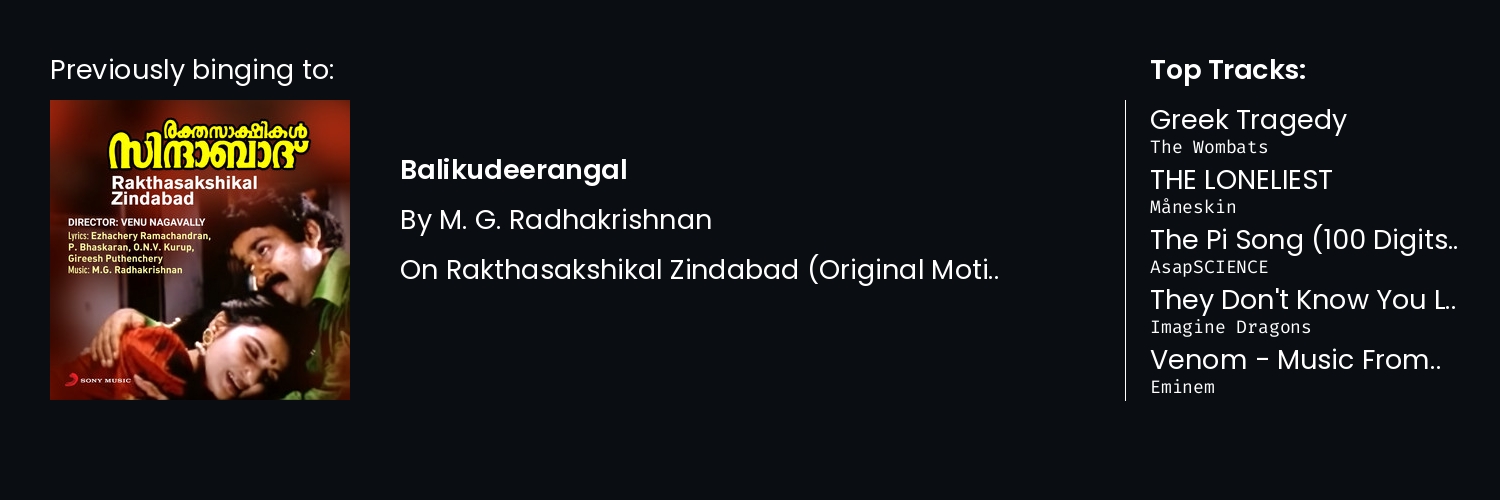 Previously binging to:
രക്തസാക്ഷികൾ
സിന്ദാബാദ്
Rakthasakshikal
Zindabad
DIRECTOR: VENU NAGAVALLY
Lyrics: Ezhachery Ramachandran,
P. Bhaskaran, O.N.V. Kurup,
Gireesh Puthenchery
Music: M.G. Radhakrishnan
SONY MUSIC
Balikudeerangal
By M. G. Radhakrishnan
On Rakthasakshikal Zindabad (Original Moti..
Top Tracks:
Greek Tragedy
The Wombats
THE LONELIEST
Måneskin
The Pi Song (100 Digits..
AsapSCIENCE
They Don't Know You L..
Imagine Dragons
Venom - Music From..
Eminem